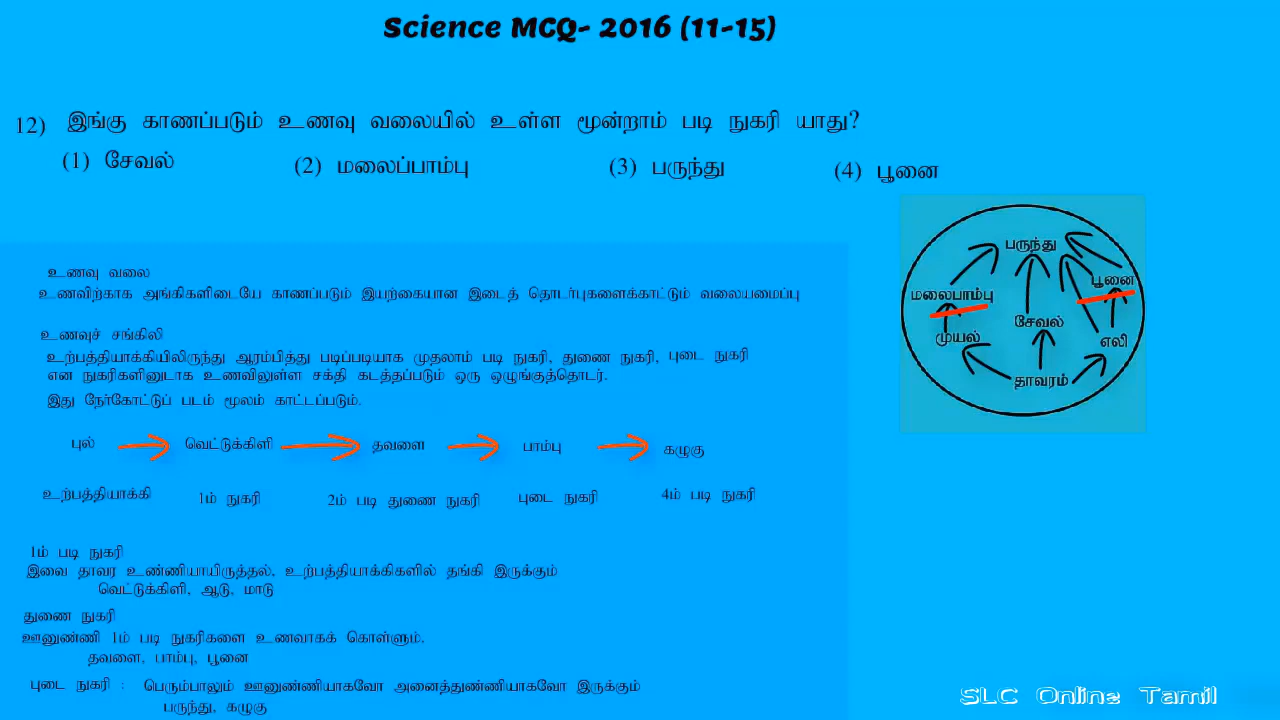 Science MCQ- 2016 (11-15)
12) இங்கு காணப்படும் உணவு வலையில் உள்ள மூன்றாம் படி நுகரி யாது?
(1) சேவல் (2) மலைப்பாம்பு (3) பருந்து (4) பூனை
பருந்து
பூனை
மலைபாம்பு
சேவல்
முயல்
எலி
தாவரம்
உணவு வலை
உணவிற்காக அங்கிகளிடையே காணப்படும் இயற்கையான இடைத் தொடர்புகளைக்காட்டும் வலையமைப்பு
உணவுச் சங்கிலி
உற்பத்தியாக்கியிலிருந்து ஆரம்பித்து படிப்படியாக முதலாம் படி நுகரி, துணை நுகரி, புடை நுகரி
என நுகரிகளினுடாக உணவிலுள்ள சக்தி கடத்தப்படும் ஒரு ஒழுங்குத்தொடர்.
இது நேர்கோட்டுப் படம் மூலம் காட்டப்படும்.
புல் வெட்டுக்கிளி தவளை பாம்பு கழுகு
உற்பத்தியாக்கி 1ம் நுகரி 2ம் படி துணை நுகரி புடை நுகரி 4ம் படி நுகரி
1ம் படி நுகரி
இவை தாவர உண்ணியாயிருத்தல், உற்பத்தியாக்கிகளில் தங்கி இருக்கும்
வெட்டுக்கிளி, ஆடு, மாடு
துணை நுகரி
ஊனுண்ணி 1ம் படி நுகரிகளை உணவாகக் கொள்ளும்.
தவளை, பாம்பு, பூனை
புடை நுகரி : பெரும்பாலும் ஊனுண்ணியாகவோ அனைத்துண்ணியாகவோ இருக்கும்
பருந்து, கழுகு
SLC Online Tamil